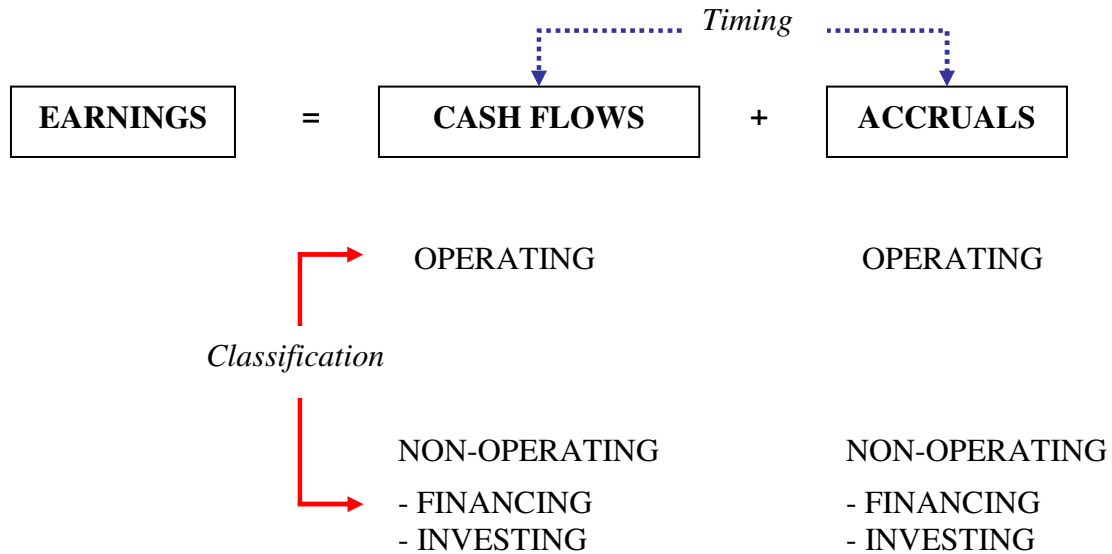 Timing
EARNINGS = CASH FLOWS + ACCRUALS
OPERATING OPERATING
Classification
NON-OPERATING NON-OPERATING
- FINANCING - FINANCING
- INVESTING - INVESTING